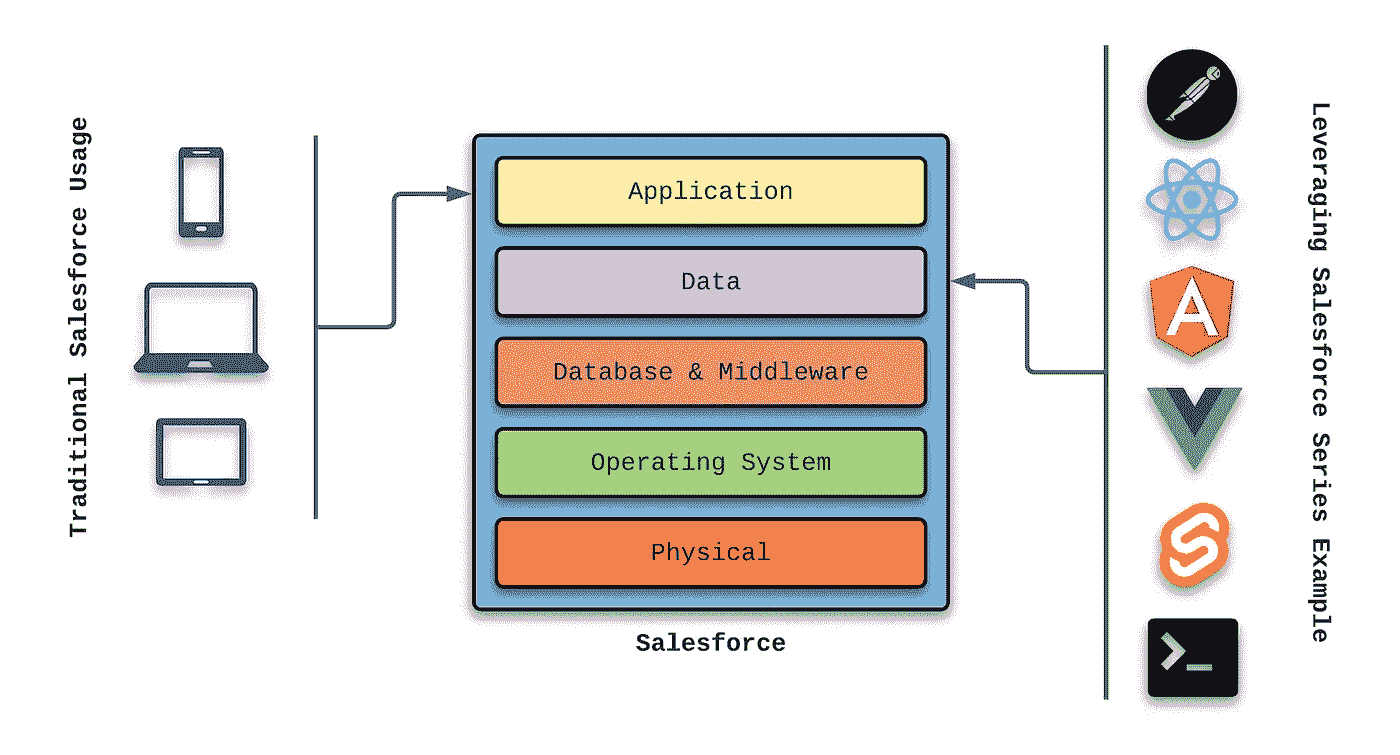 Traditional Salesforce Usage
Application
Data
Database & Middleware
Operating System
Physical
Salesforce
Leveraging Salesforce Series Example